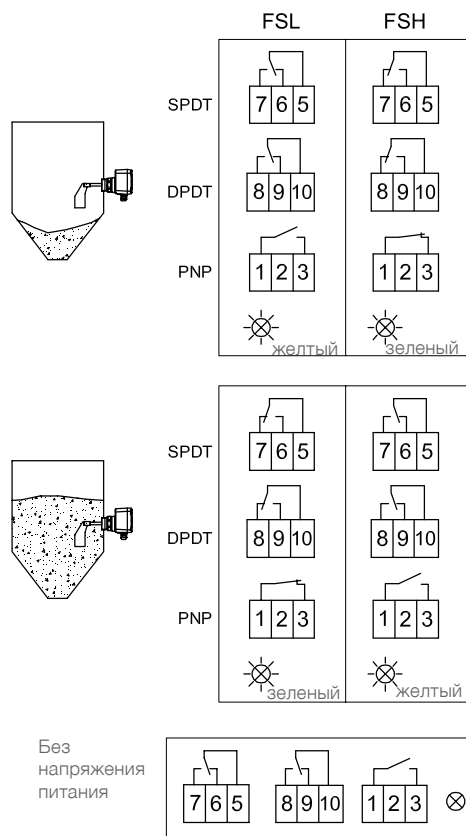 FSL FSH
SPDT 7 6 5 7 6 5
DPDT 8 9 10 8 9 10
PNP 1 2 3 1 2 3
желтый зеленый
SPDT 7 6 5 7 6 5
DPDT 8 9 10 8 9 10
PNP 1 2 3 1 2 3
зеленый желтый
Без
напряжения
питания
7 6 5 8 9 10 1 2 3